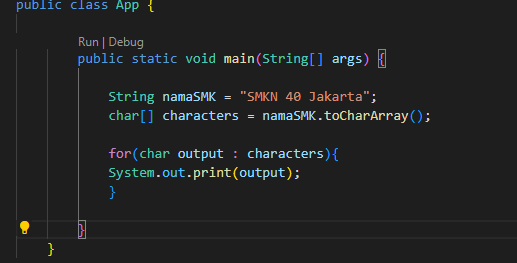 public class App {
Run | Debug
public static void main(String[] args) {
String namaSMK = "SMKN 40 Jakarta";
char[] characters = namaSMK.toCharArray();
for(char output : characters){
System.out.print(output);
}
}
}